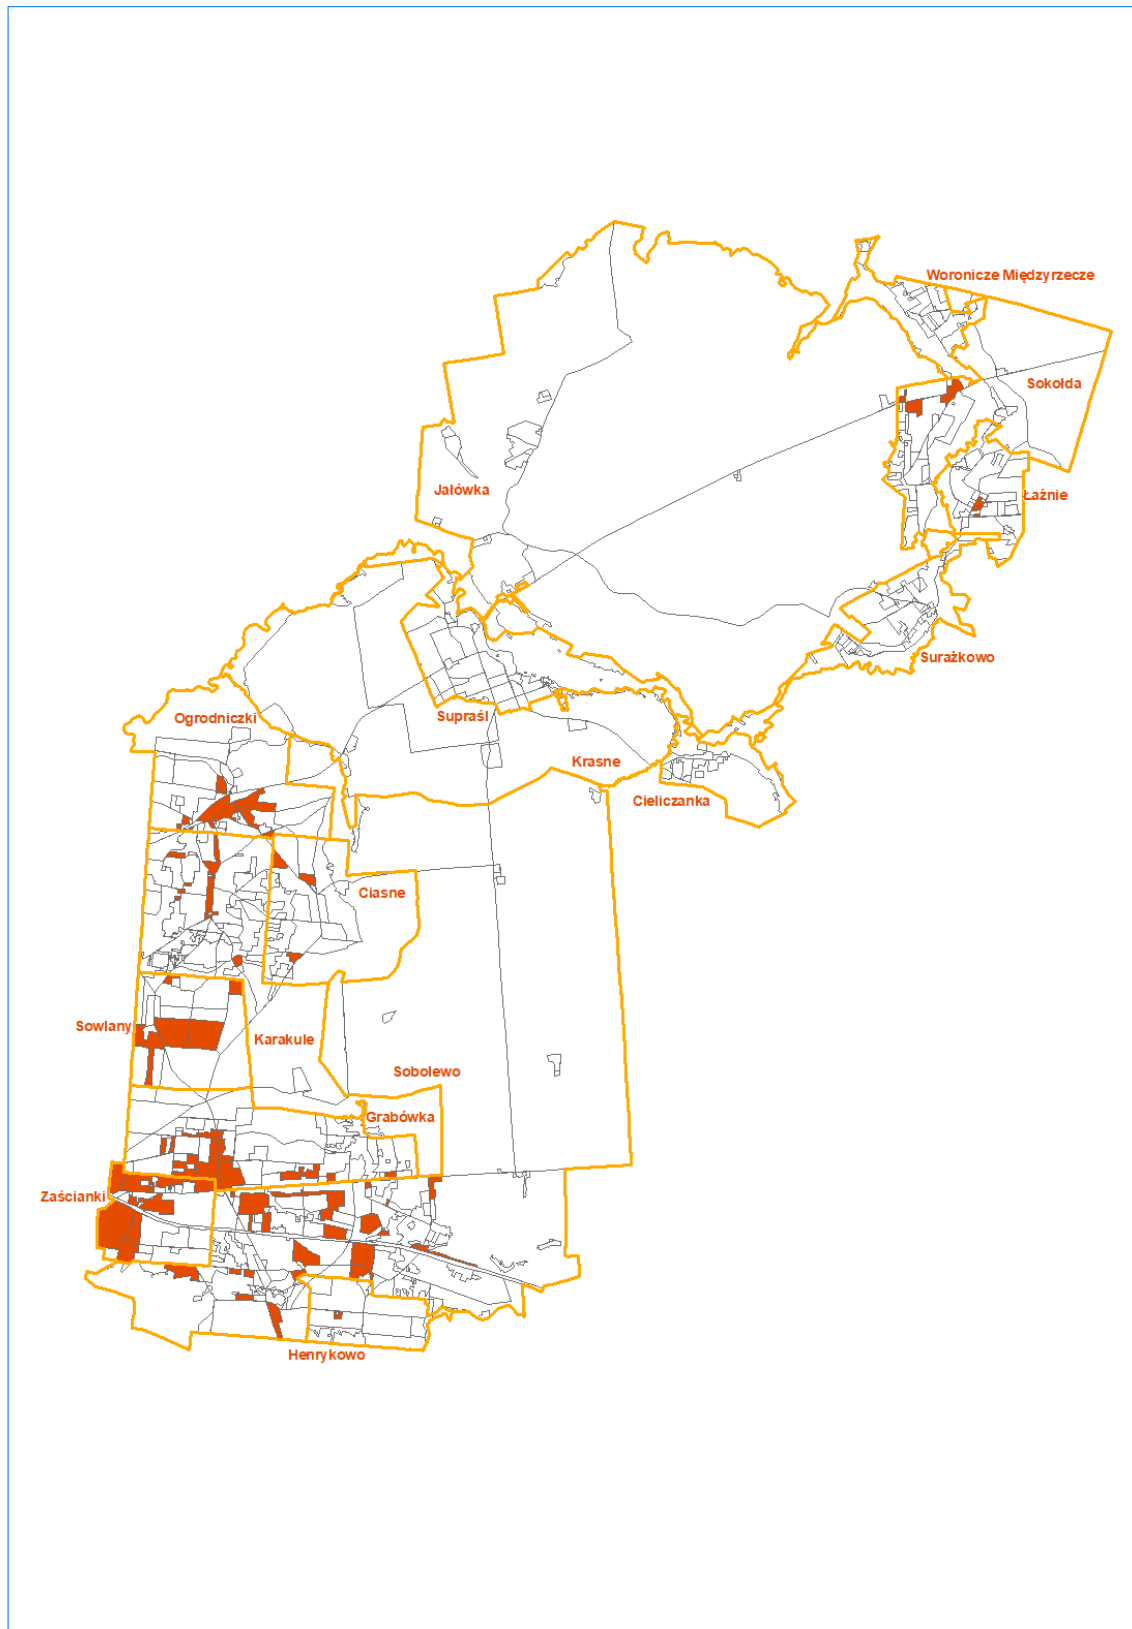 Woronicze Międzyrzecze
Sokołda
Jałówka
Łaźnie
Surażkowo
Ogrodniczki
Supraśl
Krasne
Cieliczanka
Ciasne
Sowlany
Karakule
Sobolewo
Grabówka
Zaścianki
Henrykowo